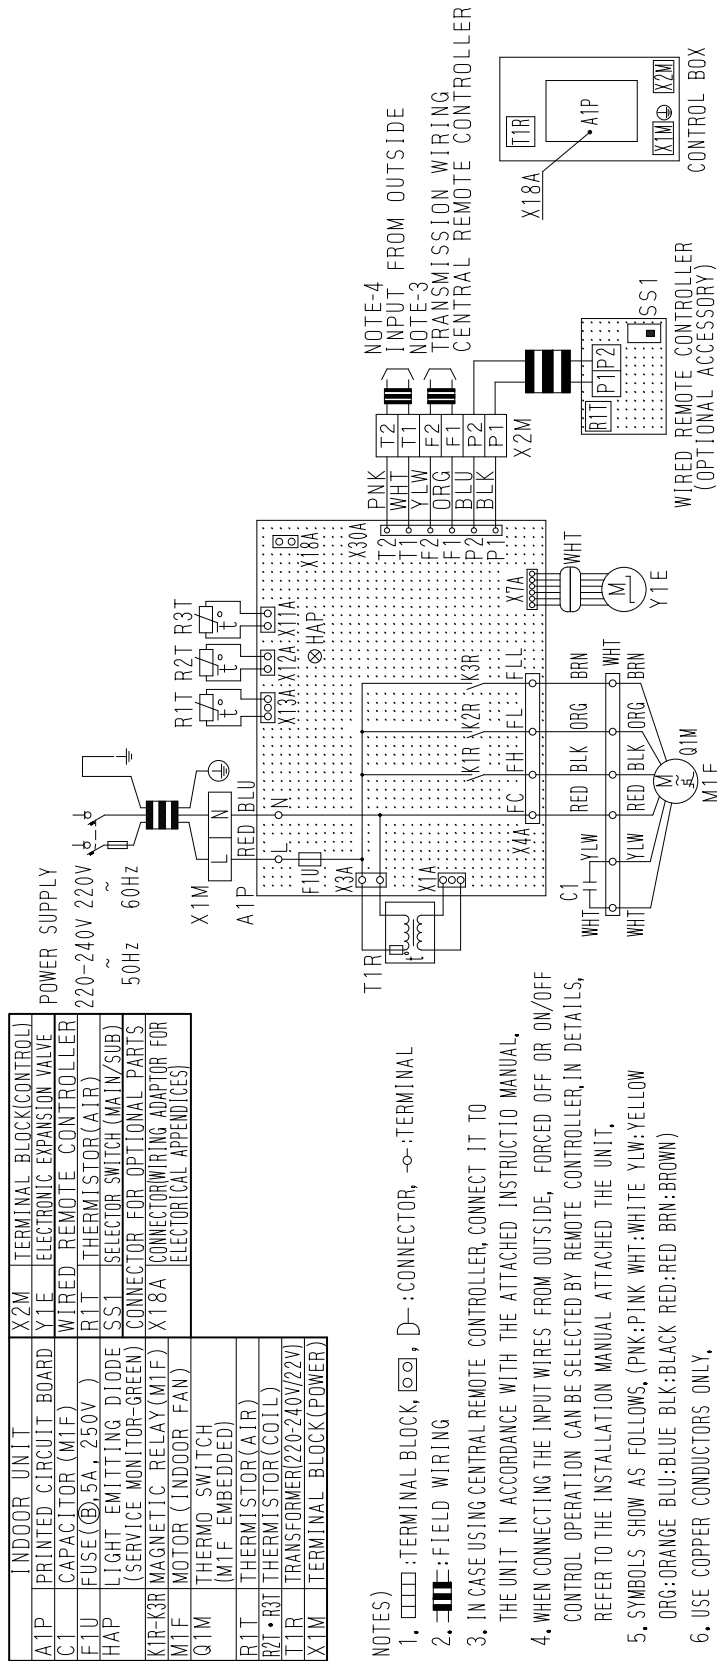 INDOOR UNIT
A1P PRINTED CIRCUIT BOARD
C1 CAPACITOR (M1F)
F1U FUSE(Ⓑ,5A,250V )
HAP LIGHT EMITTING DIODE
(SERVICE MONITOR-GREEN)
K1R-K3R MAGNETIC RELAY(M1F)
M1F MOTOR (INDOOR FAN)
Q1M THERMO SWITCH
(M1F EMBEDDED)
R1T THERMISTOR(AIR)
R2T・R3T THERMISTOR(COIL)
T1R TRANSFORMER(220-240V/22V)
X1M TERMINAL BLOCK(POWER)
X2M TERMINAL BLOCK(CONTROL)
Y1E ELECTRONIC EXPANSION VALVE
WIRED REMOTE CONTROLLER
R1T THERMISTOR(AIR)
SS1 SELECTOR SWITCH(MAIN/SUB)
CONNECTOR FOR OPTIONAL PARTS
X18A CONNECTOR(WIRING ADAPTOR FOR
ELECTORICAL APPENDICES)
POWER SUPPLY
220-240V 220V
~ ~
50Hz 60Hz
X1M
L N
RED BLU
A1P
L N
F1U
X3A
X1A
T1R
t°
R1T R2T R3T
t° t° t°
X13A X12A X11A
HAP
X18A
X30A
T2
T1
F2
F1
P2
P1
PNK
WHT
YLW
ORG
BLU
BLK
T2
T1
F2
F1
P2
P1
X2M
NOTE-4
INPUT FROM OUTSIDE
NOTE-3
TRANSMISSION WIRING
CENTRAL REMOTE CONTROLLER
K1R K2R K3R
X4A
FC FH FL FLL
X7A
WHT
M
Y1E
RED BLK ORG BRN
WHT
C1
WHT YLW
WHT YLW RED BLK ORG BRN
M
Q1M
M1F
R1T
P1 P2
SS1
WIRED REMOTE CONTROLLER
(OPTIONAL ACCESSORY)
X18A
T1R
A1P
X1M
X2M
CONTROL BOX
NOTES)
1. :TERMINAL BLOCK, , :CONNECTOR, :TERMINAL
2. :FIELD WIRING
3. IN CASE USING CENTRAL REMOTE CONTROLLER, CONNECT IT TO
THE UNIT IN ACCORDANCE WITH THE ATTACHED INSTRUCTIO MANUAL.
4. WHEN CONNECTING THE INPUT WIRES FROM OUTSIDE, FORCED OFF OR ON/OFF
CONTROL OPERATION CAN BE SELECTED BY REMOTE CONTROLLER, IN DETAILS,
REFER TO THE INSTALLATION MANUAL ATTACHED THE UNIT.
5. SYMBOLS SHOW AS FOLLOWS. (PNK:PINK WHT:WHITE YLW:YELLOW
ORG:ORANGE BLU:BLUE BLK:BLACK RED:RED BRN:BROWN)
6. USE COPPER CONDUCTORS ONLY.